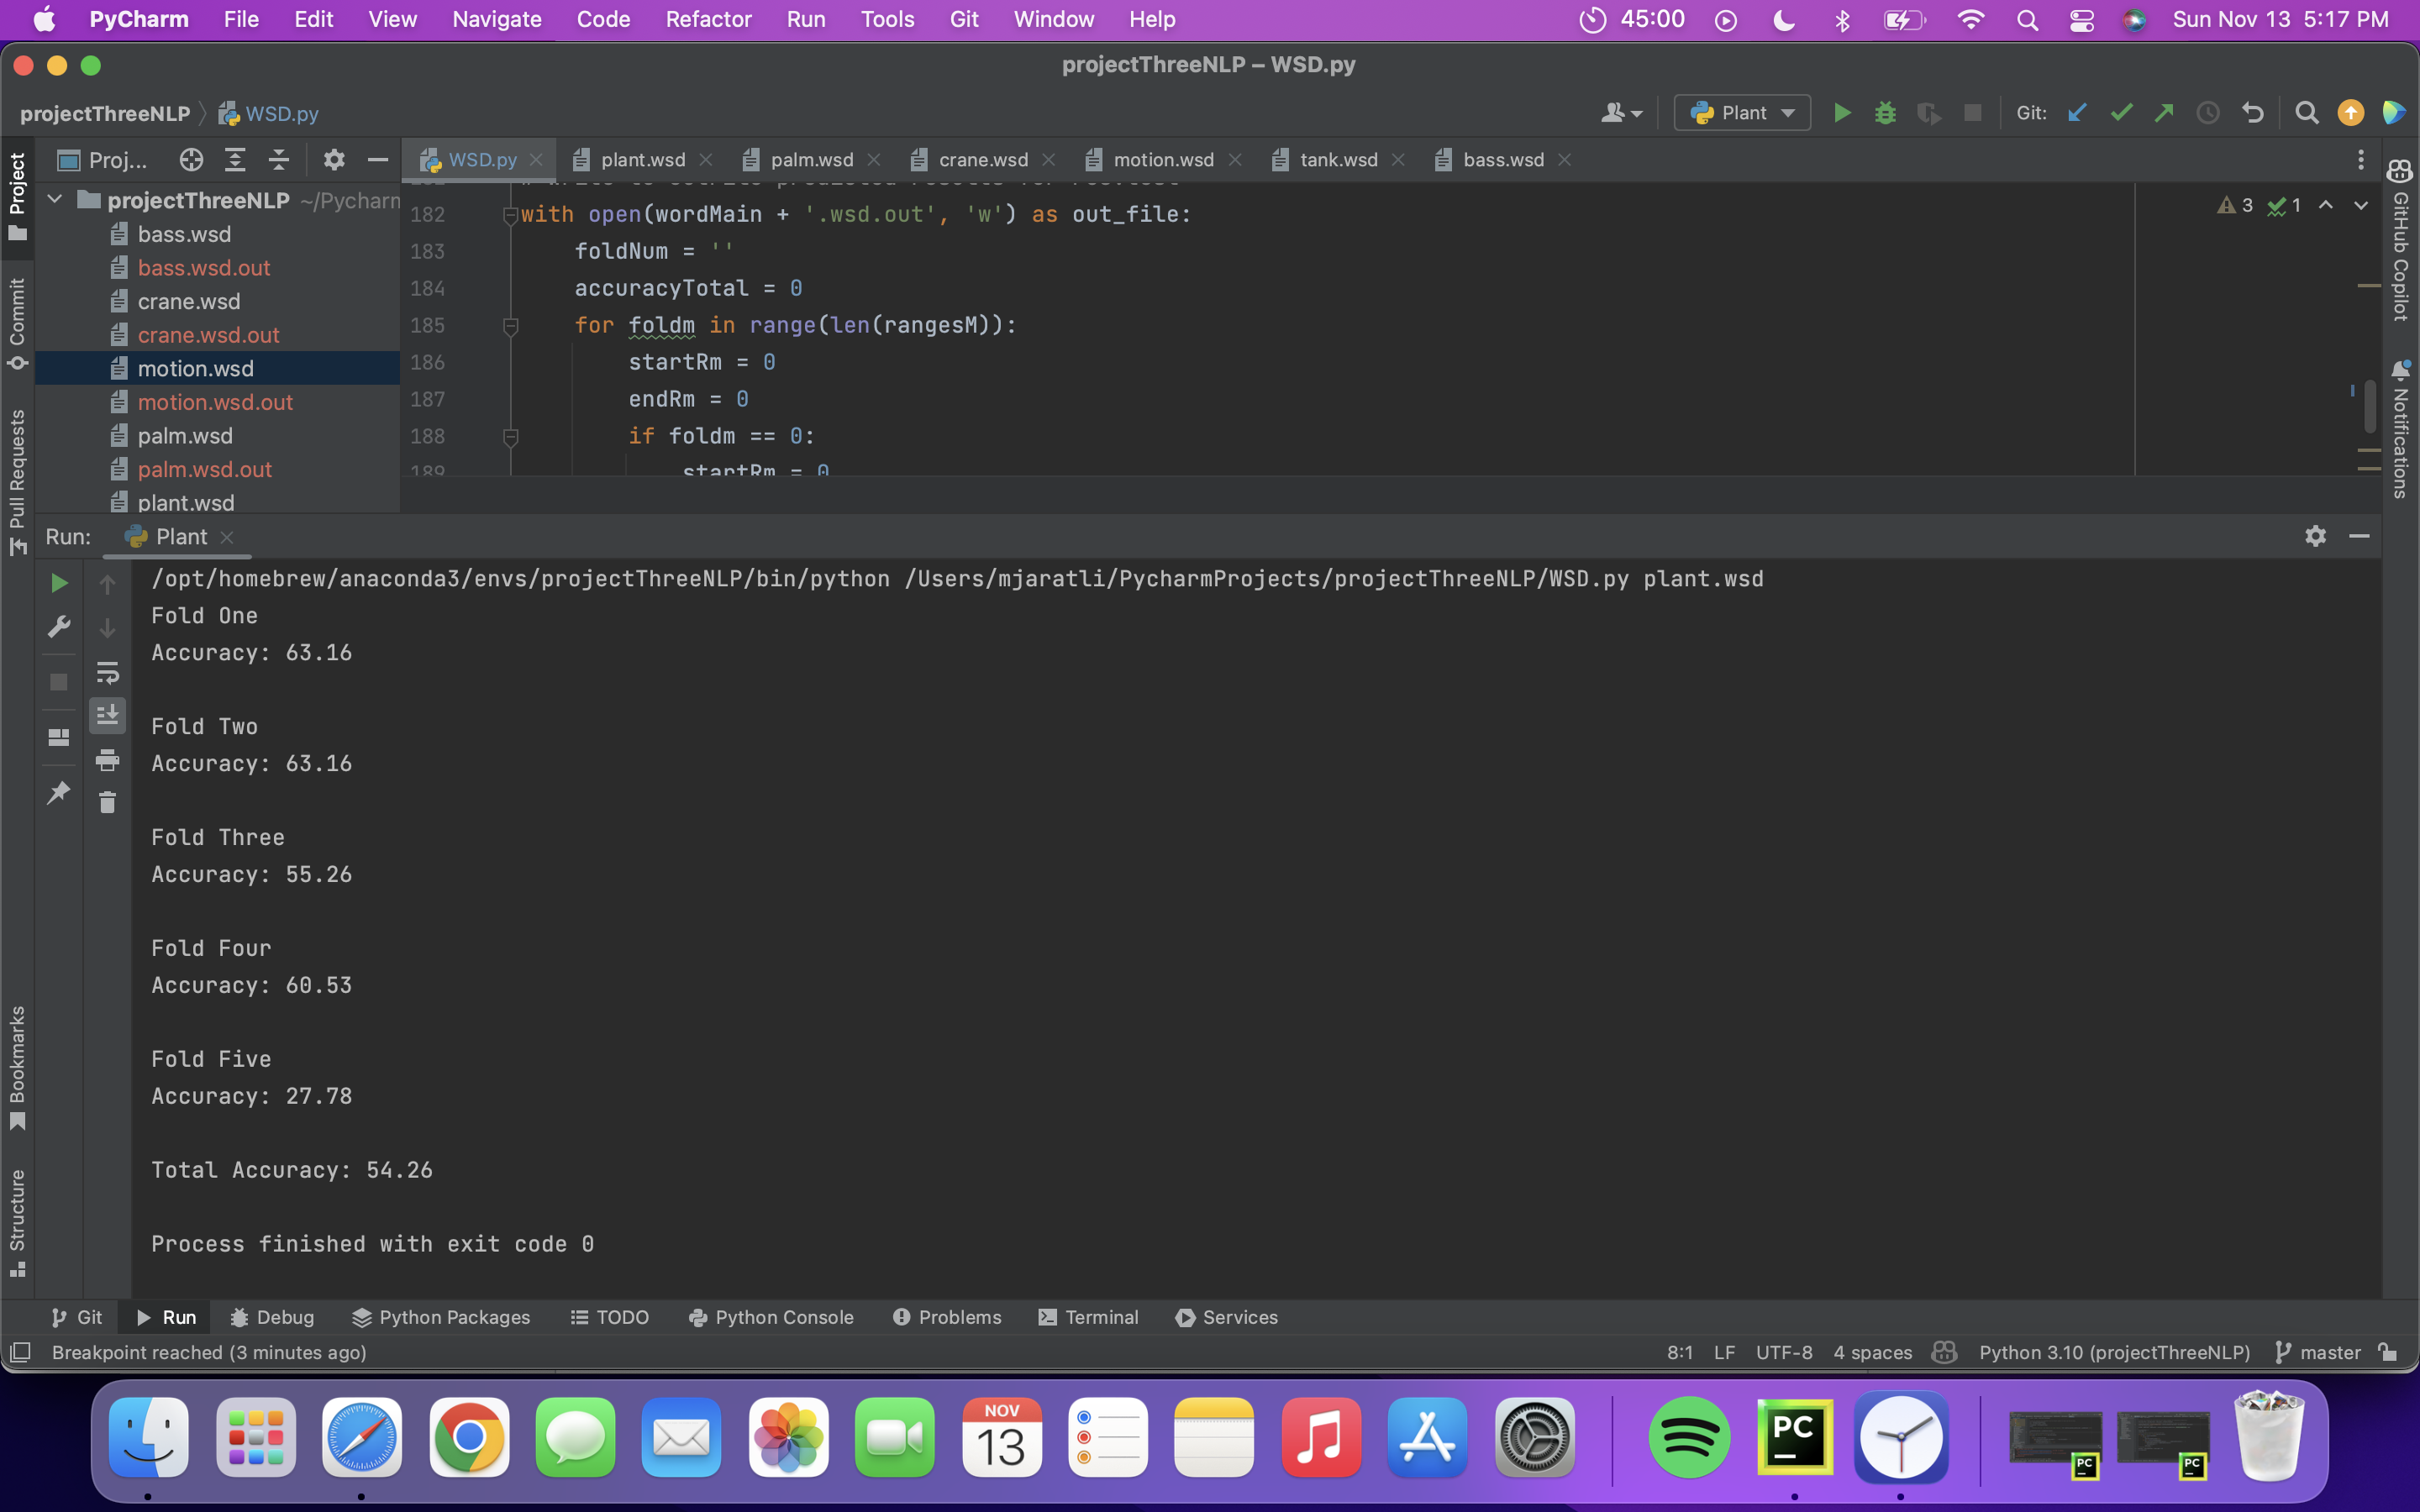 PyCharm File Edit View Navigate Code Refactor Run Tools Git Window Help 45:00 Sun Nov 13 5:17 PM
projectThreeNLP – WSD.py
projectThreeNLP WSD.py Plant Git:
Project
Proj...
WSD.py plant.wsd palm.wsd crane.wsd motion.wsd tank.wsd bass.wsd
projectThreeNLP ~/Pycharm
bass.wsd
bass.wsd.out
crane.wsd
crane.wsd.out
motion.wsd
motion.wsd.out
palm.wsd
palm.wsd.out
plant.wsd
182 with open(wordMain + '.wsd.out', 'w') as out_file:
183 foldNum = ''
184 accuracyTotal = 0
185 for foldm in range(len(rangesM)):
186 startRm = 0
187 endRm = 0
188 if foldm == 0:
189 startRm = 0
3 1
GitHub Copilot
Notifications
Commit
Pull Requests
Bookmarks
Structure
Run: Plant
/opt/homebrew/anaconda3/envs/projectThreeNLP/bin/python /Users/mjaratli/PycharmProjects/projectThreeNLP/WSD.py plant.wsd
Fold One
Accuracy: 63.16
Fold Two
Accuracy: 63.16
Fold Three
Accuracy: 55.26
Fold Four
Accuracy: 60.53
Fold Five
Accuracy: 27.78
Total Accuracy: 54.26
Process finished with exit code 0
Git Run Debug Python Packages TODO Python Console Problems Terminal Services
Breakpoint reached (3 minutes ago) 8:1 LF UTF-8 4 spaces Python 3.10 (projectThreeNLP) master
NOV
13
PC
PC
PC